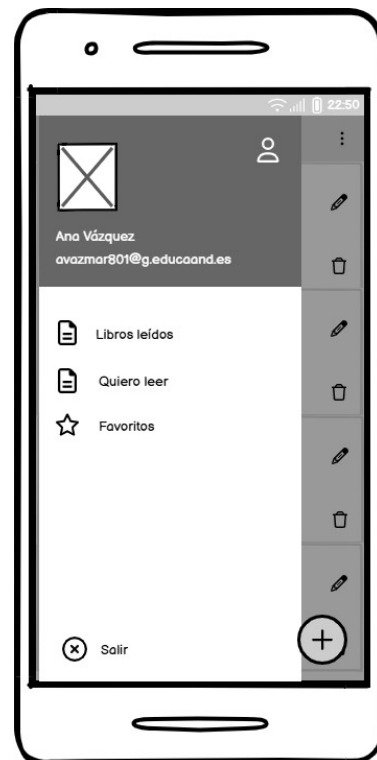 22:50
Ana Vázquez
avazmar801@g.educaand.es
Libros leídos
Quiero leer
Favoritos
Salir